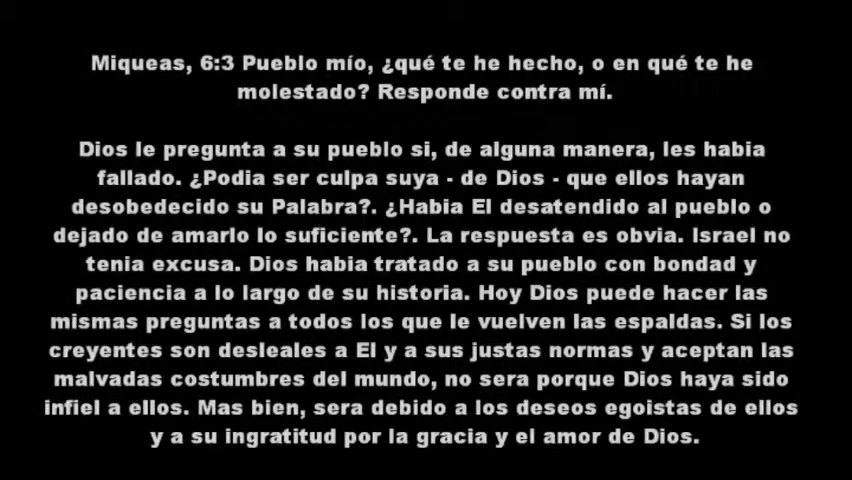 Miqueas, 6:3 Pueblo mío, ¿qué te he hecho, o en qué te he
molestado? Responde contra mí.
Dios le pregunta a su pueblo si, de alguna manera, les habia
fallado. ¿Podia ser culpa suya - de Dios - que ellos hayan
desobedecido su Palabra?. ¿Habia El desatendido al pueblo o
dejado de amarlo lo suficiente?. La respuesta es obvia. Israel no
tenia excusa. Dios habia tratado a su pueblo con bondad y
paciencia a lo largo de su historia. Hoy Dios puede hacer las
mismas preguntas a todos los que le vuelven las espaldas. Si los
creyentes son desleales a El y a sus justas normas y aceptan las
malvadas costumbres del mundo, no sera porque Dios haya sido
infiel a ellos. Mas bien, sera debido a los deseos egoistas de ellos
y a su ingratitud por la gracia y el amor de Dios.